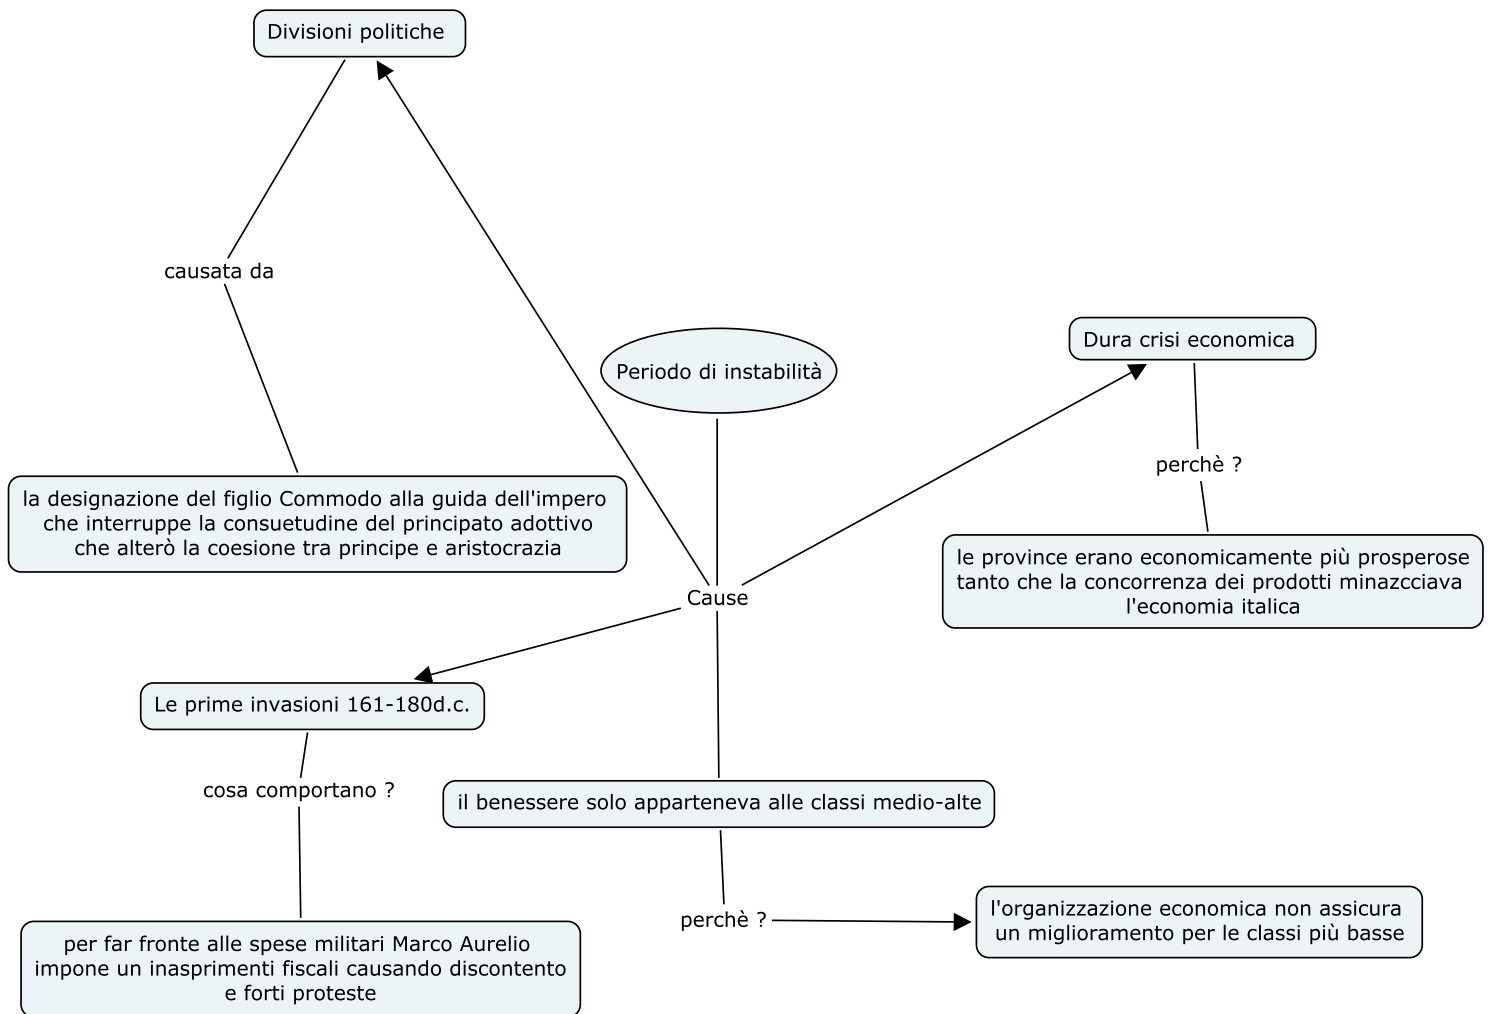 Divisioni politiche
causata da
la designazione del figlio Commodo alla guida dell'impero
che interruppe la consuetudine del principato adottivo
che alterò la coesione tra principe e aristocrazia
Periodo di instabilità
Cause
Dura crisi economica
perchè ?
le province erano economicamente più prosperose
tanto che la concorrenza dei prodotti minazcciava
l'economia italica
Le prime invasioni 161-180d.c.
cosa comportano ?
per far fronte alle spese militari Marco Aurelio
impone un inasprimenti fiscali causando discontento
e forti proteste
il benessere solo apparteneva alle classi medio-alte
perchè ?
l'organizzazione economica non assicura
un miglioramento per le classi più basse